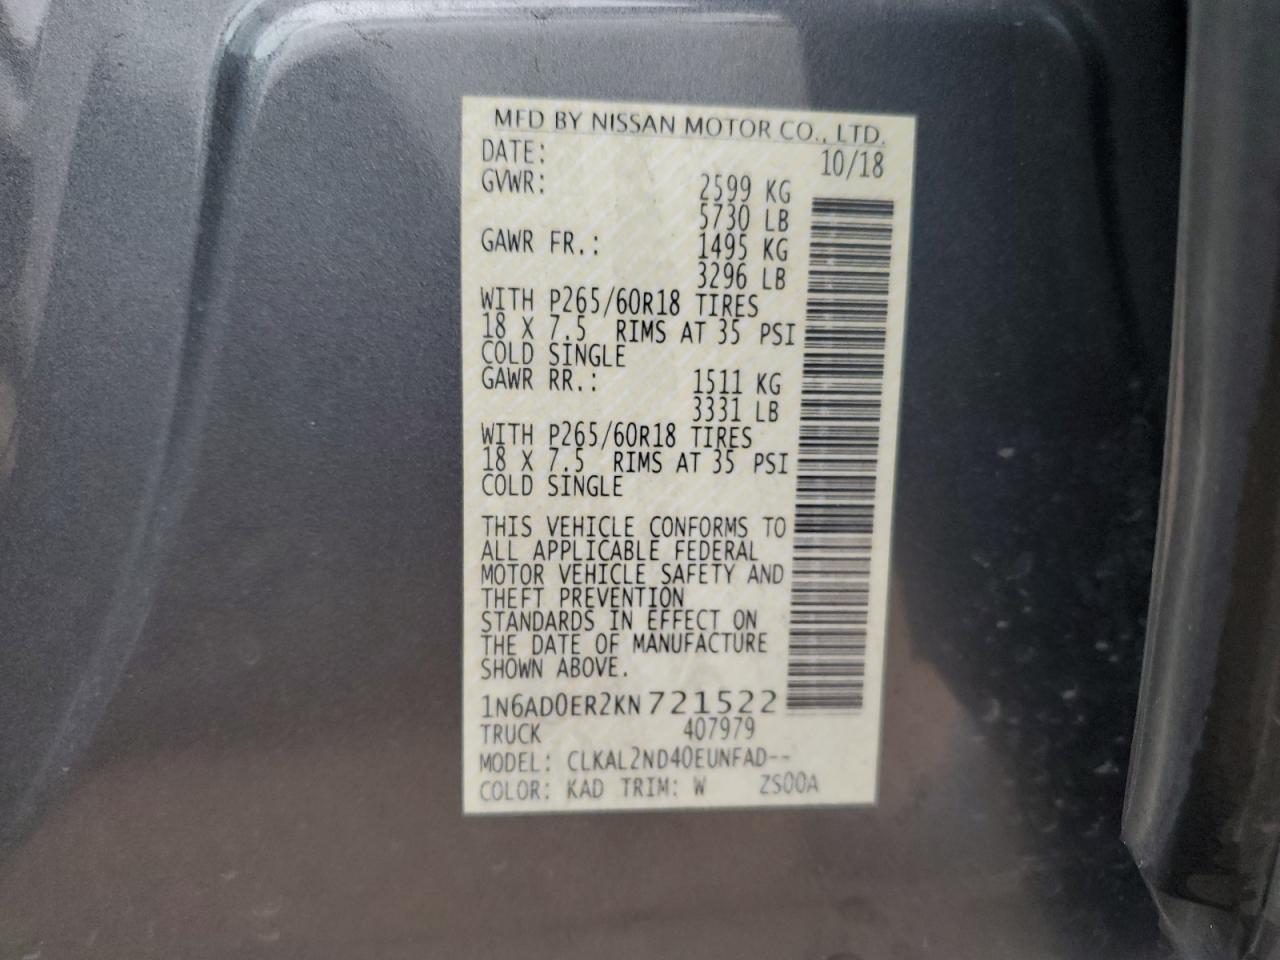 MFD BY NISSAN MOTOR CO., LTD.
DATE: 10/18
GVWR: 2599 KG
5730 LB
GAWR FR.: 1495 KG
3296 LB
WITH P265/60R18 TIRES
18 X 7.5 RIMS AT 35 PSI
COLD SINGLE
GAWR RR.: 1511 KG
3331 LB
WITH P265/60R18 TIRES
18 X 7.5 RIMS AT 35 PSI
COLD SINGLE
THIS VEHICLE CONFORMS TO
ALL APPLICABLE FEDERAL
MOTOR VEHICLE SAFETY AND
THEFT PREVENTION
STANDARDS IN EFFECT ON
THE DATE OF MANUFACTURE
SHOWN ABOVE.
1N6AD0ER2KN721522
TRUCK 407979
MODEL: CLKAL2ND40EUNFAD--
COLOR: KAD TRIM: W ZS00A